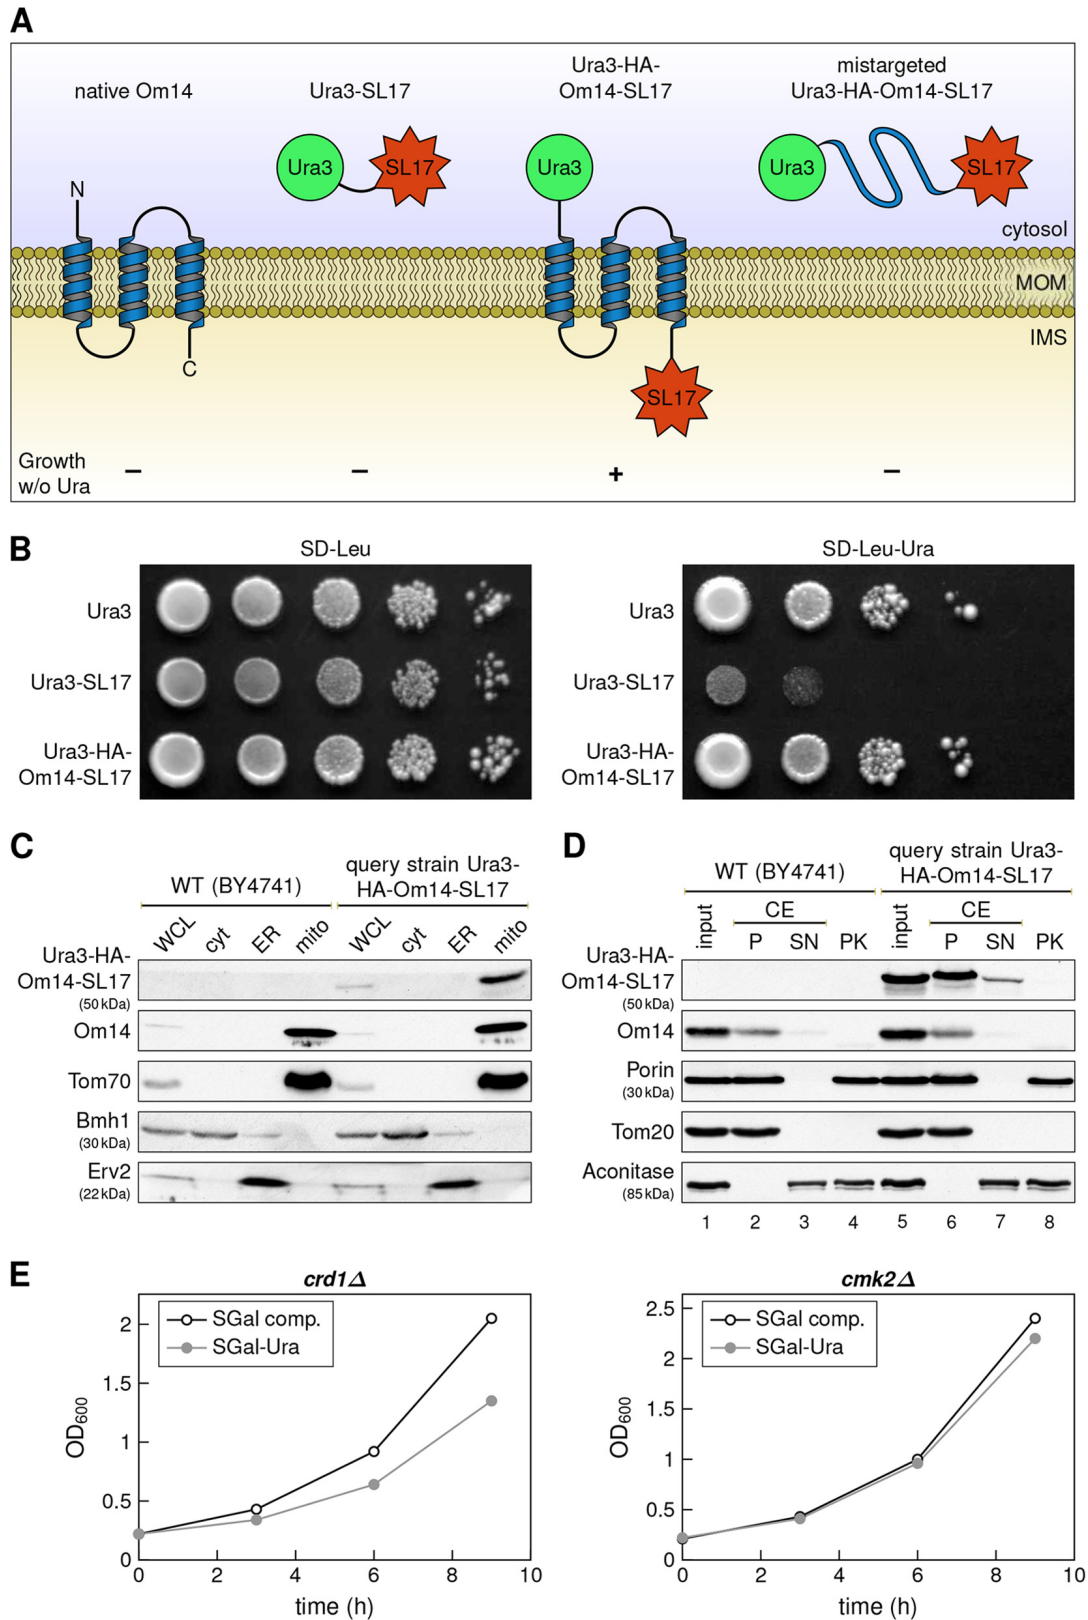 A
native Om14
Ura3-SL17
Ura3-HA-
Om14-SL17
mistargeted
Ura3-HA-Om14-SL17
Ura3
SL17
Ura3
Ura3
SL17
N
cytosol
MOM
IMS
C
SL17
Growth
w/o Ura
−
−
+
−
B
SD-Leu
SD-Leu-Ura
Ura3
Ura3-SL17
Ura3-HA-
Om14-SL17
Ura3
Ura3-SL17
Ura3-HA-
Om14-SL17
C
WT (BY4741)
query strain Ura3-
HA-Om14-SL17
WCL cyt ER mito WCL cyt ER mito
Ura3-HA-
Om14-SL17
(50 kDa)
Om14
Tom70
Bmh1
(30 kDa)
Erv2
(22 kDa)
D
WT (BY4741)
query strain Ura3-
HA-Om14-SL17
CE
CE
input P SN PK input P SN PK
Ura3-HA-
Om14-SL17
(50 kDa)
Om14
Porin
(30 kDa)
Tom20
Aconitase
(85 kDa)
1 2 3 4 5 6 7 8
E
crd1Δ
SGal comp.
SGal-Ura
OD600
2
1.5
1
0.5
0
0 2 4 6 8 10
time (h)
cmk2Δ
SGal comp.
SGal-Ura
OD600
2.5
2
1.5
1
0.5
0
0 2 4 6 8 10
time (h)